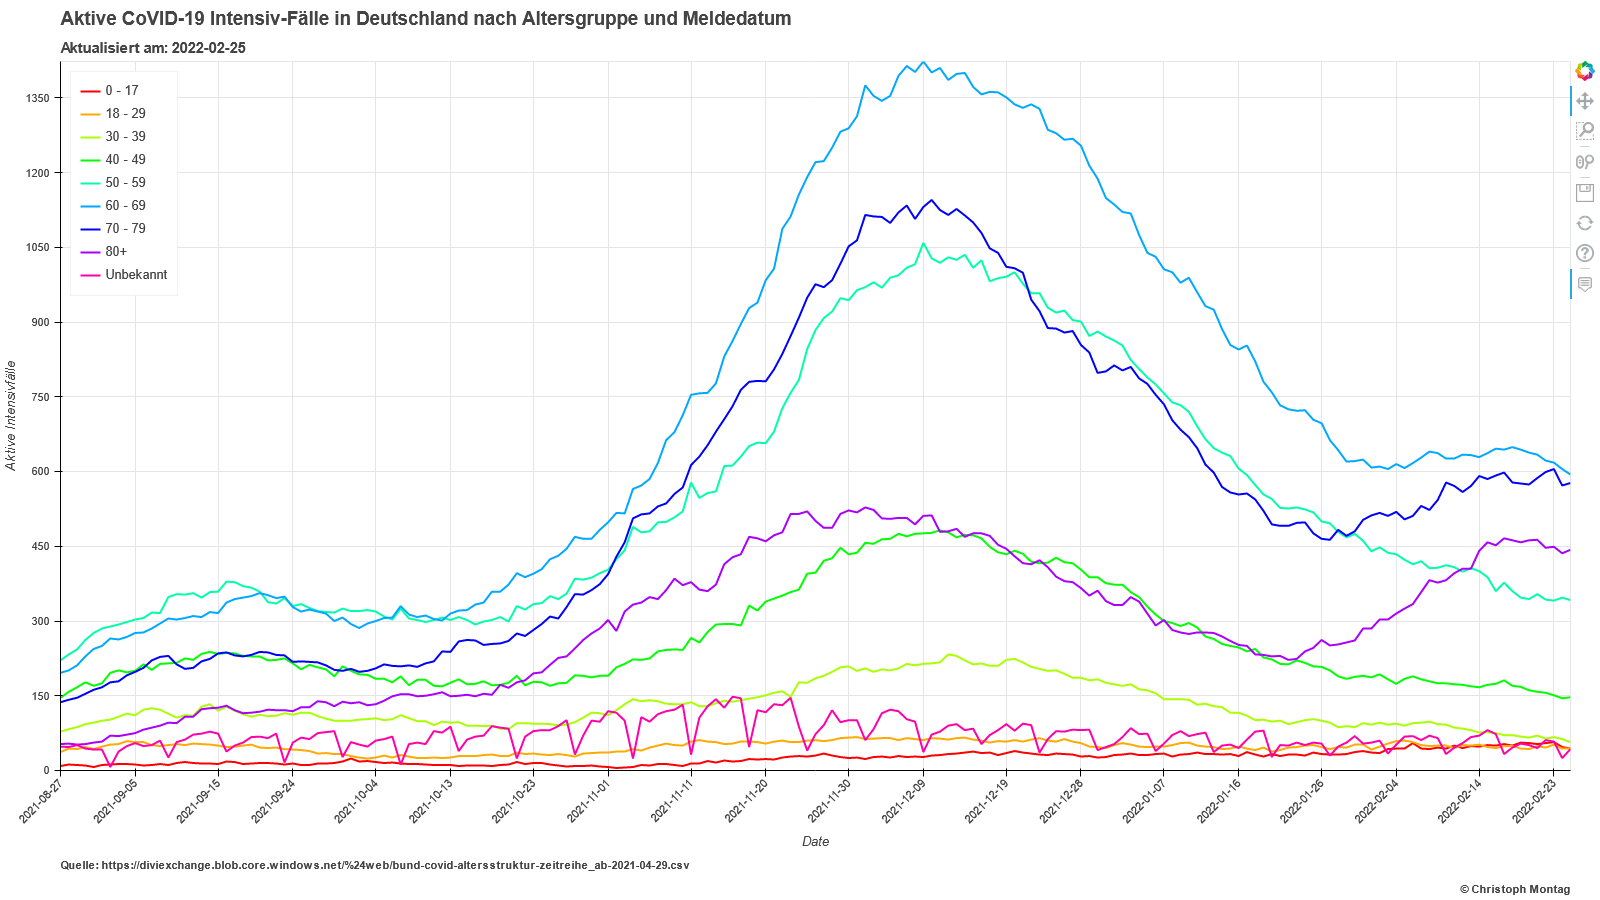 Aktive CoVID-19 Intensiv-Fälle in Deutschland nach Altersgruppe und Meldedatum
Aktualisiert am: 2022-02-25
0 - 17
18 - 29
30 - 39
40 - 49
50 - 59
60 - 69
70 - 79
80+
Unbekannt
1350
1200
1050
900
750
600
450
300
150
0
Aktive Intensivfälle
2021-08-27
2021-09-05
2021-09-15
2021-09-24
2021-10-04
2021-10-13
2021-10-23
2021-11-01
2021-11-11
2021-11-20
2021-11-30
2021-12-09
2021-12-19
2021-12-28
2022-01-07
2022-01-16
2022-01-26
2022-02-04
2022-02-14
2022-02-23
Date
Quelle: https://diviexchange.blob.core.windows.net/%24web/bund-covid-altersstruktur-zeitreihe_ab-2021-04-29.csv
© Christoph Montag